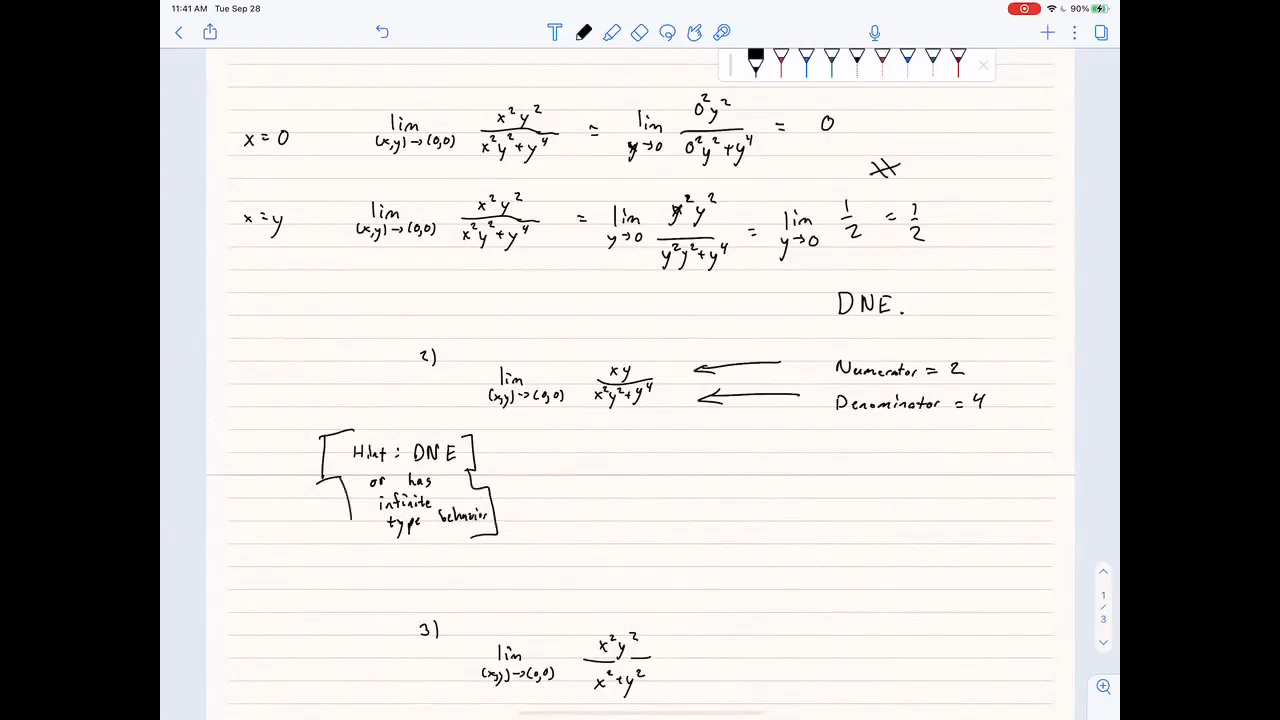 11:41 AM Tue Sep 28
90%
x = 0 lim (x,y)→(0,0) x²y² / x²y²+y⁴ = lim y→0 0²y² / 0²y²+y⁴ = 0
x = y lim (x,y)→(0,0) x²y² / x²y²+y⁴ = lim y→0 y²y² / y²y²+y⁴ = lim y→0 1/2 = 1/2
DNE.
2) lim (x,y)→(0,0) xy / x²y²+y⁴
Numerator = 2
Denominator = 4
Hint: DNE
or has
infinite
type behavior
3) lim (x,y)→(0,0) x²y² / x²+y²
1
/
3